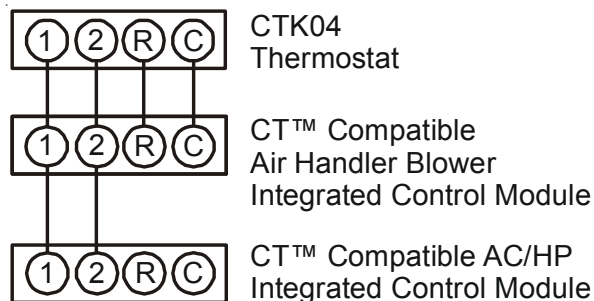 1 2 R C
CTK04
Thermostat
1 2 R C
CT™ Compatible
Air Handler Blower
Integrated Control Module
1 2 R C
CT™ Compatible AC/HP
Integrated Control Module